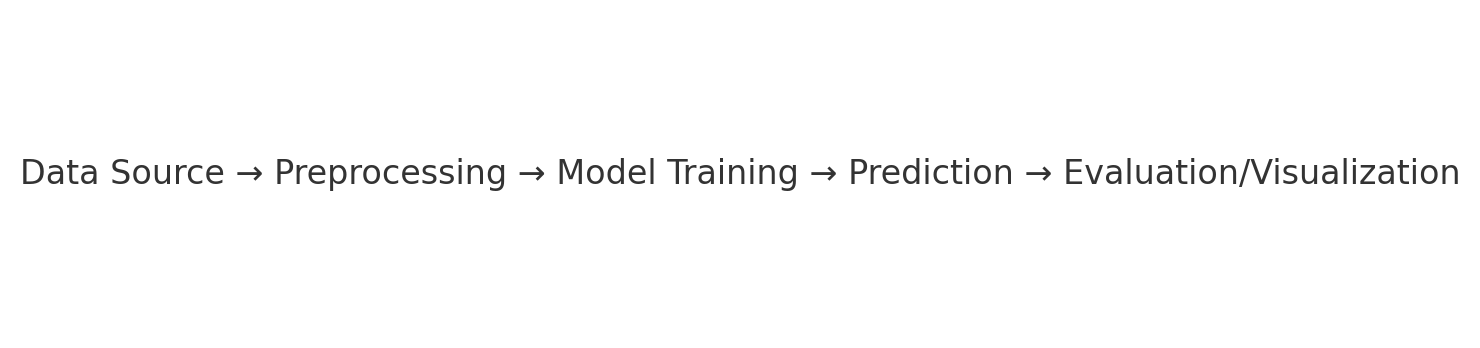 Data Source → Preprocessing → Model Training → Prediction → Evaluation/Visualization